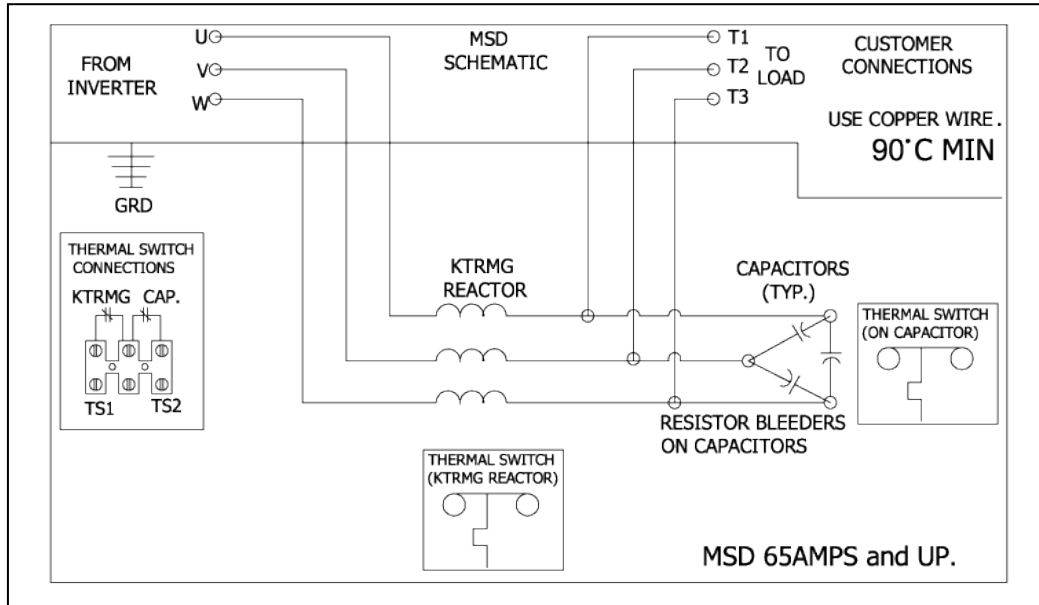 U
V
W
FROM
INVERTER
MSD
SCHEMATIC
T1
T2
T3
TO
LOAD
CUSTOMER
CONNECTIONS
USE COPPER WIRE.
90°C MIN
GRD
THERMAL SWITCH
CONNECTIONS
KTRMG CAP.
TS1 TS2
KTRMG
REACTOR
CAPACITORS
(TYP.)
THERMAL SWITCH
(ON CAPACITOR)
RESISTOR BLEEDERS
ON CAPACITORS
THERMAL SWITCH
(KTRMG REACTOR)
MSD 65AMPS and UP.